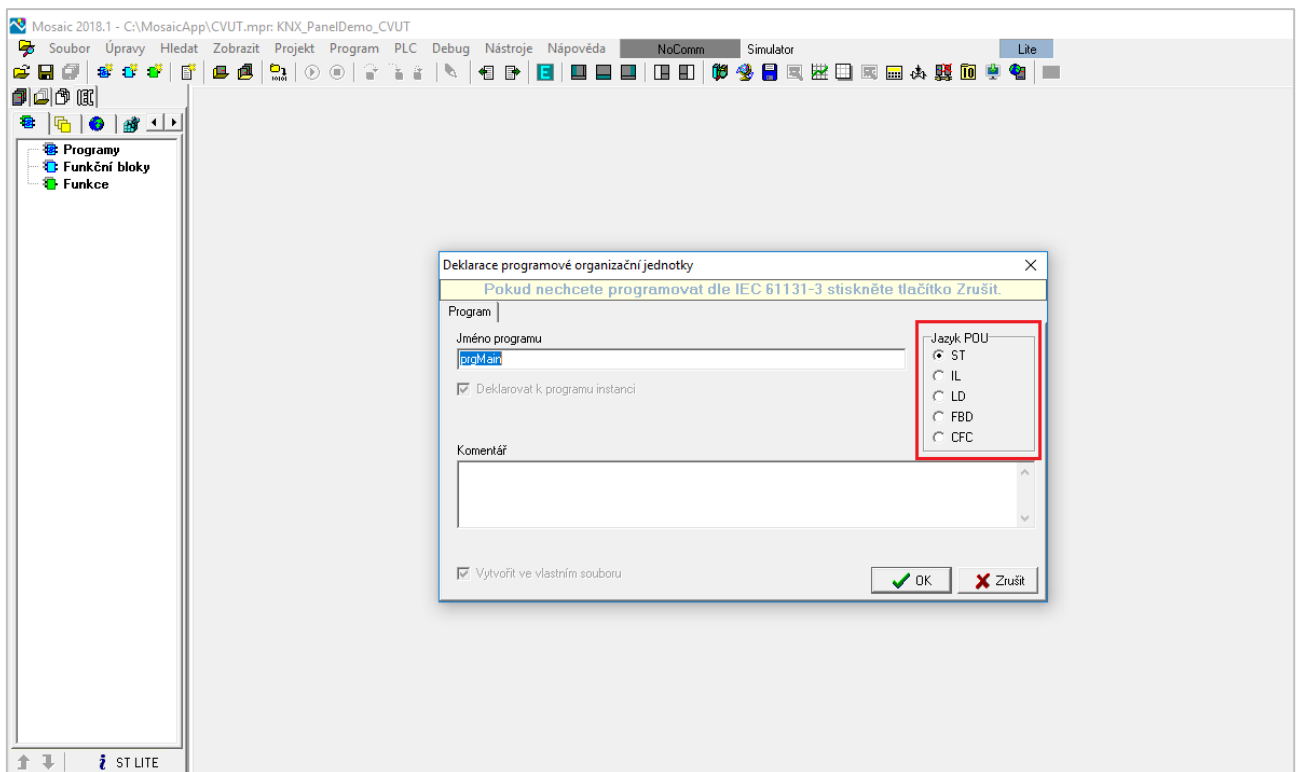 Mosaic 2018.1 - C:\MosaicApp\CVUT.mpr: KNX_PanelDemo_CVUT
Soubor Úpravy Hledat Zobrazit Projekt Program PLC Debug Nástroje Nápověda NoComm Simulator Lite
Programy
Funkční bloky
Funkce
Deklarace programové organizační jednotky
Pokud nechcete programovat dle IEC 61131-3 stiskněte tlačítko Zrušit.
Program
Jméno programu
prgMain
Deklarovat k programu instanci
Jazyk POU
ST
IL
LD
FBD
CFC
Komentář
Vytvořit ve vlastním souboru
OK
Zrušit
ST LITE